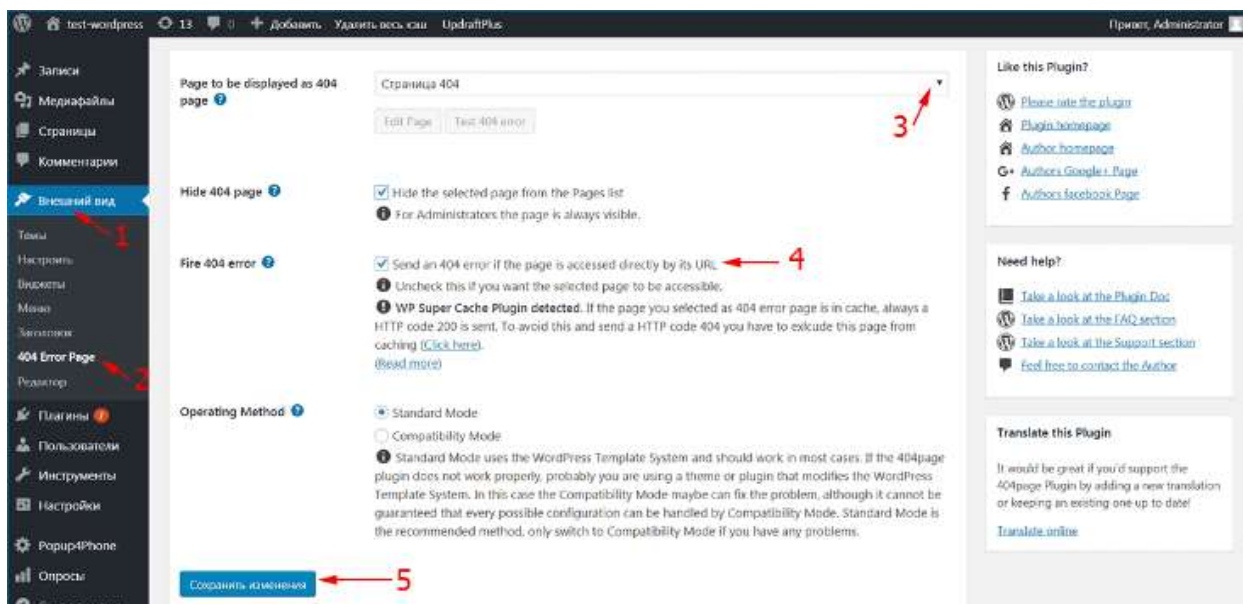 test-wordpress 13 0 + Добавить Удалить весь кэш UpdraftPlus Привет, Administrator
Записи
Медиафайлы
Страницы
Комментарии
Внешний вид
1
Темы
Настроить
Виджеты
Меню
Заголовок
404 Error Page
2
Редактор
Плагины
Пользователи
Инструменты
Настройки
Popup4Phone
Опросы
Page to be displayed as 404
page
Страница 404
3
Edit Page Test 404 error
Hide 404 page
Hide the selected page from the Pages list
For Administrators the page is always visible.
Fire 404 error
Send an 404 error if the page is accessed directly by its URL
4
Uncheck this if you want the selected page to be accessible.
WP Super Cache Plugin detected. If the page you selected as 404 error page is in cache, always a
HTTP code 200 is sent. To avoid this and send a HTTP code 404 you have to exlcude this page from
caching (Click here).
(Read more)
Operating Method
Standard Mode
Compatibility Mode
Standard Mode uses the WordPress Template System and should work in most cases. If the 404page
plugin does not work properly, probably you are using a theme or plugin that modifies the WordPress
Template System. In this case the Compatibility Mode maybe can fix the problem, although it cannot be
guaranteed that every possible configuration can be handled by Compatibility Mode. Standard Mode is
the recommended method, only switch to Compatibility Mode if you have any problems.
Сохранить изменения
5
Like this Plugin?
Please rate the plugin
Plugin homepage
Author homepage
G+ Authors Google+ Page
f Authors facebook Page
Need help?
Take a look at the Plugin Doc
Take a look at the FAQ section
Take a look at the Support section
Feel free to contact the Author
Translate this Plugin
It would be great if you'd support the
404page Plugin by adding a new translation
or keeping an existing one up to date!
Translate online